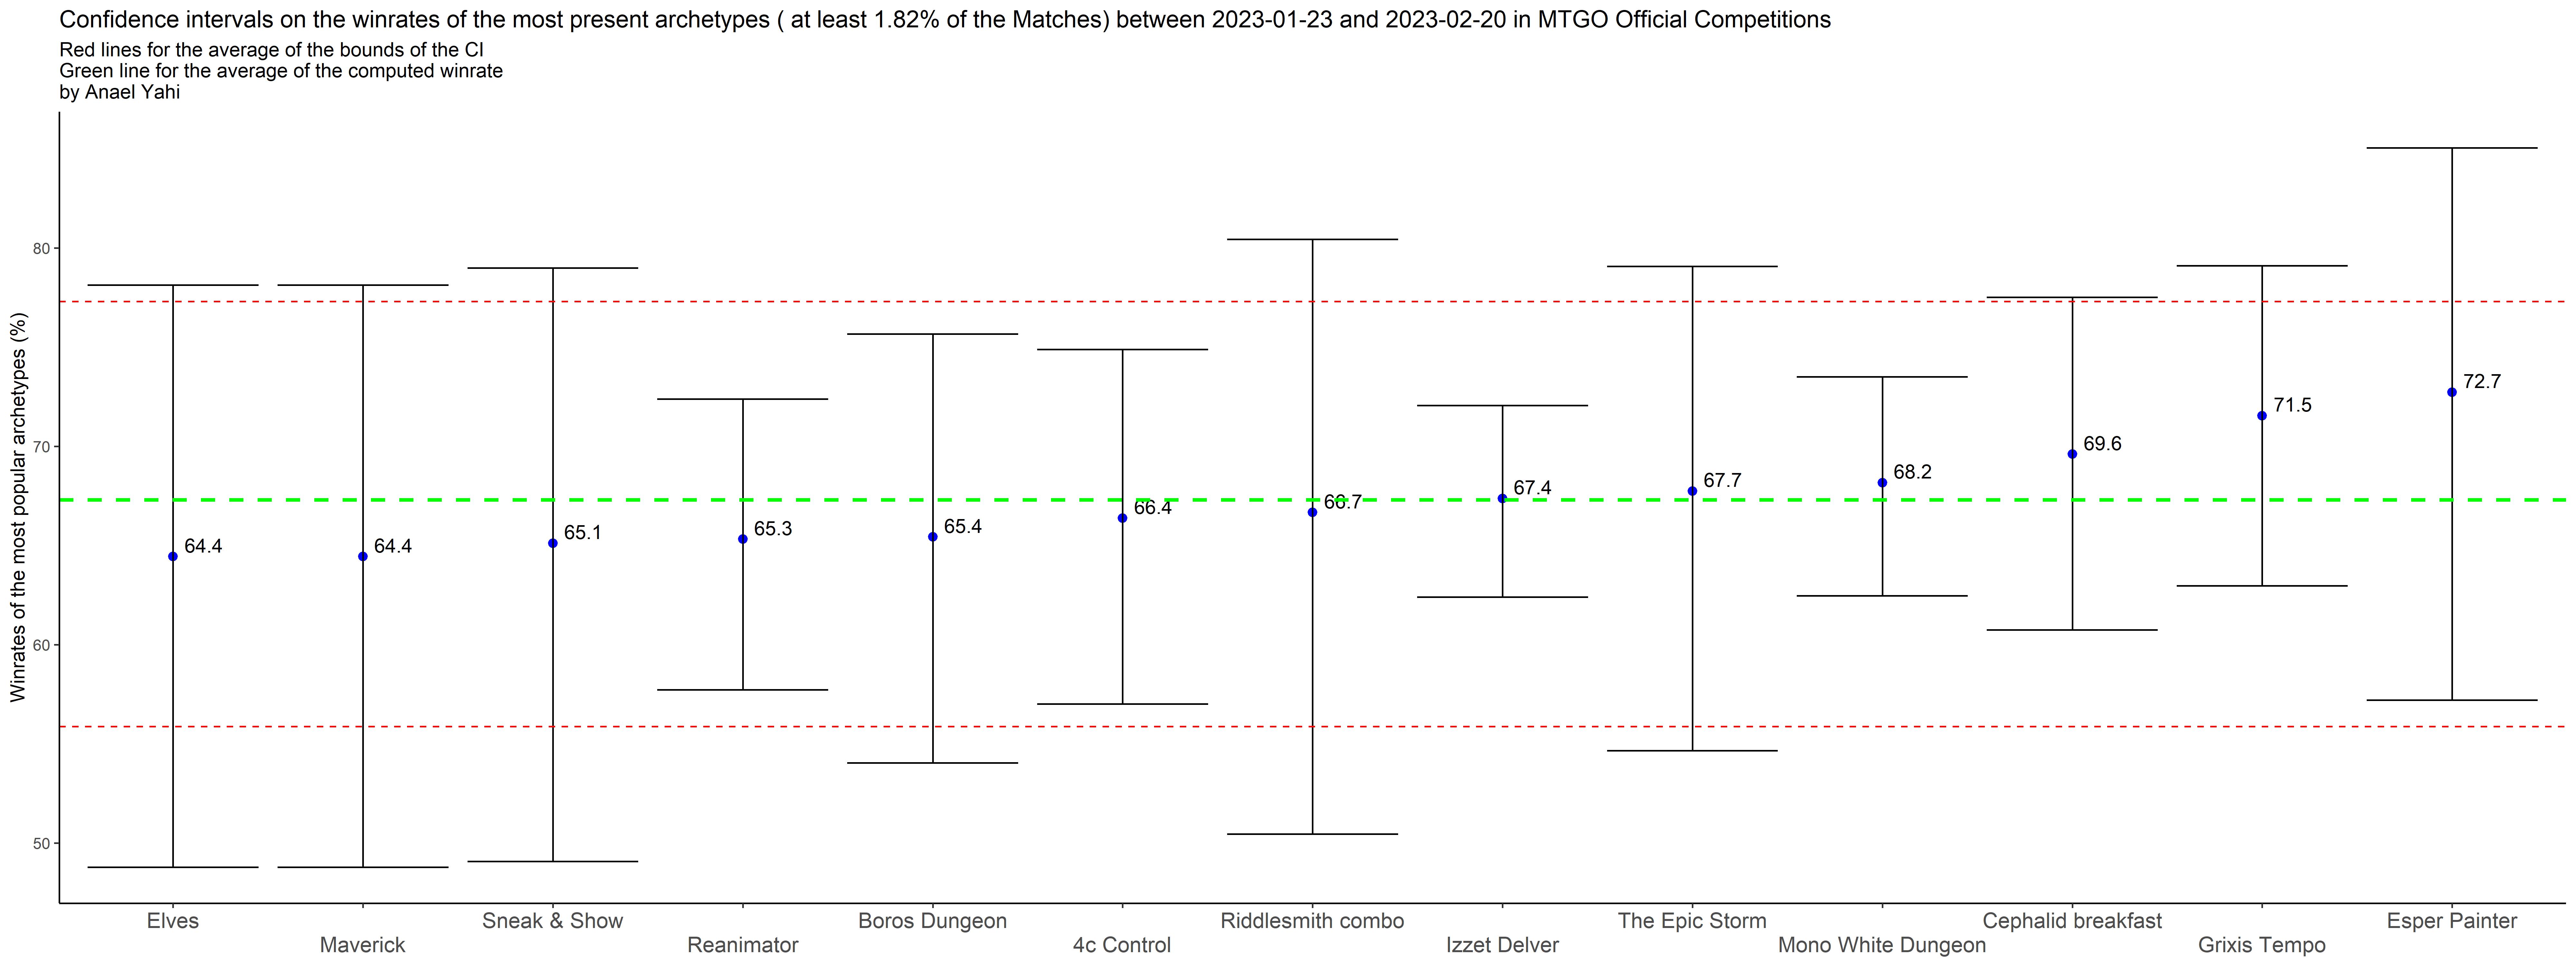 Confidence intervals on the winrates of the most present archetypes ( at least 1.82% of the Matches) between 2023-01-23 and 2023-02-20 in MTGO Official Competitions
Red lines for the average of the bounds of the CI
Green line for the average of the computed winrate
by Anael Yahi
Winrates of the most popular archetypes (%)
80
70
60
50
64.4
64.4
65.1
65.3
65.4
66.4
66.7
67.4
67.7
68.2
69.6
71.5
72.7
Elves
Maverick
Sneak & Show
Reanimator
Boros Dungeon
4c Control
Riddlesmith combo
Izzet Delver
The Epic Storm
Mono White Dungeon
Cephalid breakfast
Grixis Tempo
Esper Painter